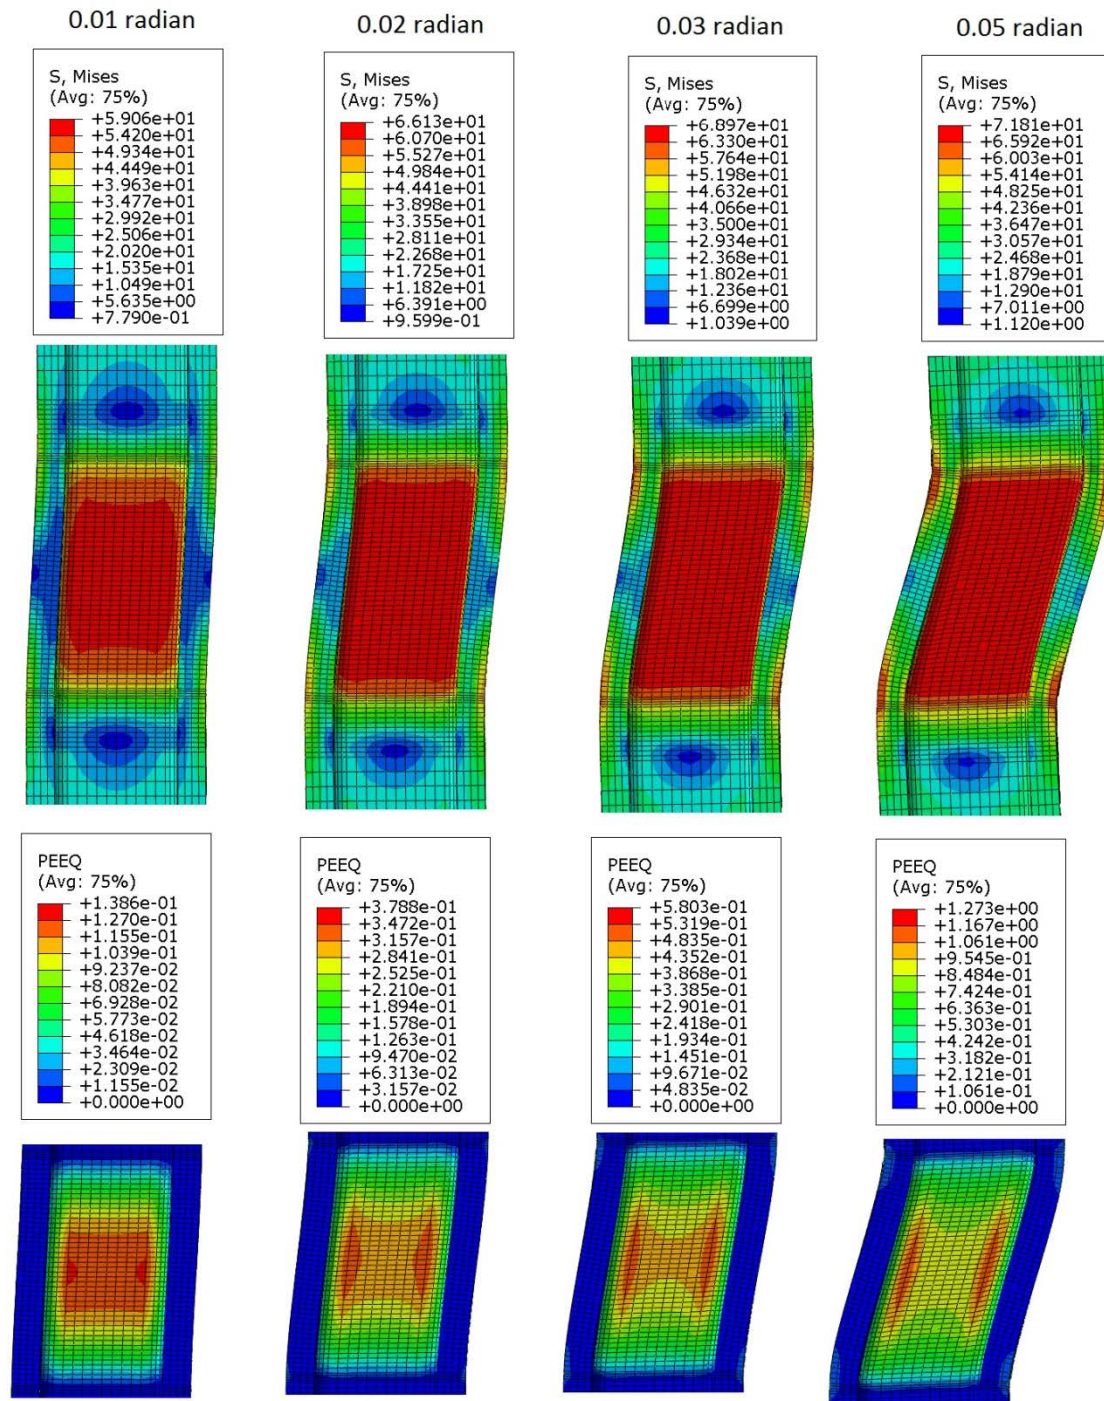 0.01 radian
0.02 radian
0.03 radian
0.05 radian
S, Mises
(Avg: 75%)
+5.906e+01
+5.420e+01
+4.934e+01
+4.449e+01
+3.963e+01
+3.477e+01
+2.992e+01
+2.506e+01
+2.020e+01
+1.535e+01
+1.049e+01
+5.635e+00
+7.790e-01
S, Mises
(Avg: 75%)
+6.613e+01
+6.070e+01
+5.527e+01
+4.984e+01
+4.441e+01
+3.898e+01
+3.355e+01
+2.811e+01
+2.268e+01
+1.725e+01
+1.182e+01
+6.391e+00
+9.599e-01
S, Mises
(Avg: 75%)
+6.897e+01
+6.330e+01
+5.764e+01
+5.198e+01
+4.632e+01
+4.066e+01
+3.500e+01
+2.934e+01
+2.368e+01
+1.802e+01
+1.236e+01
+6.699e+00
+1.039e+00
S, Mises
(Avg: 75%)
+7.181e+01
+6.592e+01
+6.003e+01
+5.414e+01
+4.825e+01
+4.236e+01
+3.647e+01
+3.057e+01
+2.468e+01
+1.879e+01
+1.290e+01
+7.011e+00
+1.120e+00
PEEQ
(Avg: 75%)
+1.386e-01
+1.270e-01
+1.155e-01
+1.039e-01
+9.237e-02
+8.082e-02
+6.928e-02
+5.773e-02
+4.618e-02
+3.464e-02
+2.309e-02
+1.155e-02
+0.000e+00
PEEQ
(Avg: 75%)
+3.788e-01
+3.472e-01
+3.157e-01
+2.841e-01
+2.525e-01
+2.210e-01
+1.894e-01
+1.578e-01
+1.263e-01
+9.470e-02
+6.313e-02
+3.157e-02
+0.000e+00
PEEQ
(Avg: 75%)
+5.803e-01
+5.319e-01
+4.835e-01
+4.352e-01
+3.868e-01
+3.385e-01
+2.901e-01
+2.418e-01
+1.934e-01
+1.451e-01
+9.671e-02
+4.835e-02
+0.000e+00
PEEQ
(Avg: 75%)
+1.273e+00
+1.167e+00
+1.061e+00
+9.545e-01
+8.484e-01
+7.424e-01
+6.363e-01
+5.303e-01
+4.242e-01
+3.182e-01
+2.121e-01
+1.061e-01
+0.000e+00